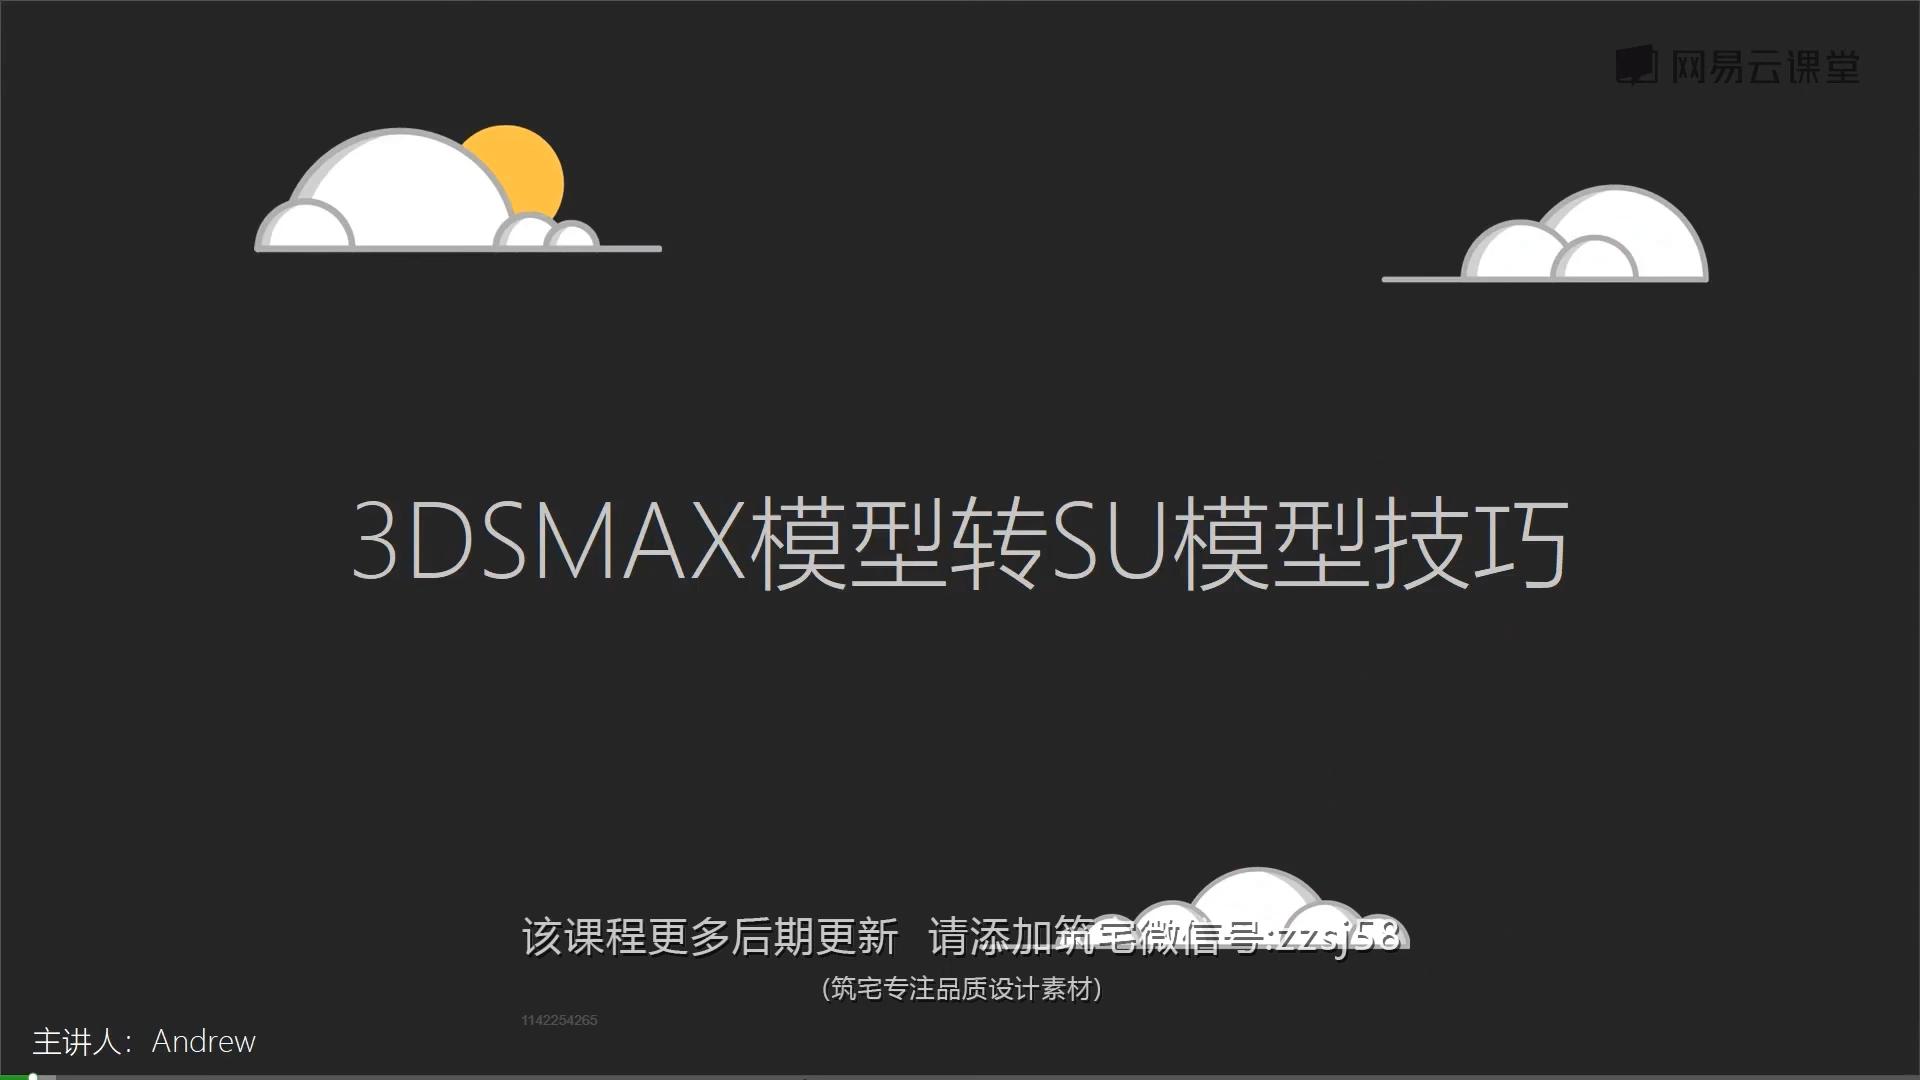 网易云课堂
3DSMAX模型转SU模型技巧
该课程更多后期更新 请添加筑宅微信号:zzsj58
(筑宅专注品质设计素材)
1142254265
主讲人：Andrew